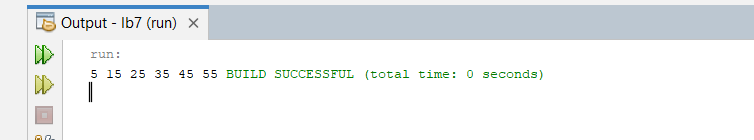 Output - lb7 (run) ×
run:
5 15 25 35 45 55 BUILD SUCCESSFUL (total time: 0 seconds)